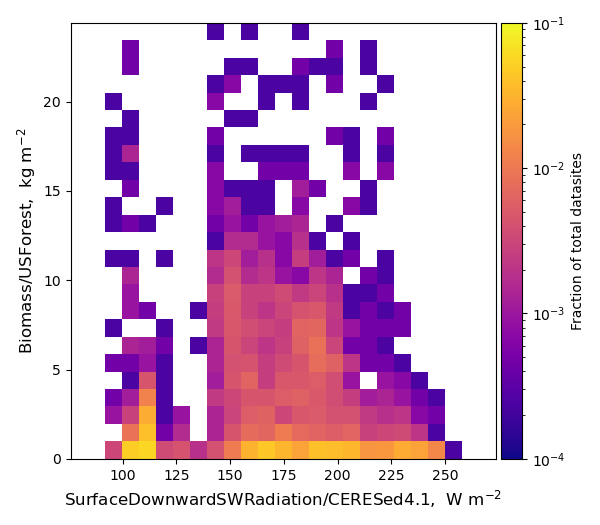 10⁻¹
20
10⁻²
15
10
10⁻³
5
0
10⁻⁴
100 125 150 175 200 225 250
Biomass/USForest, kg m⁻²
Fraction of total datasites
SurfaceDownwardSWRadiation/CERESed4.1, W m⁻²